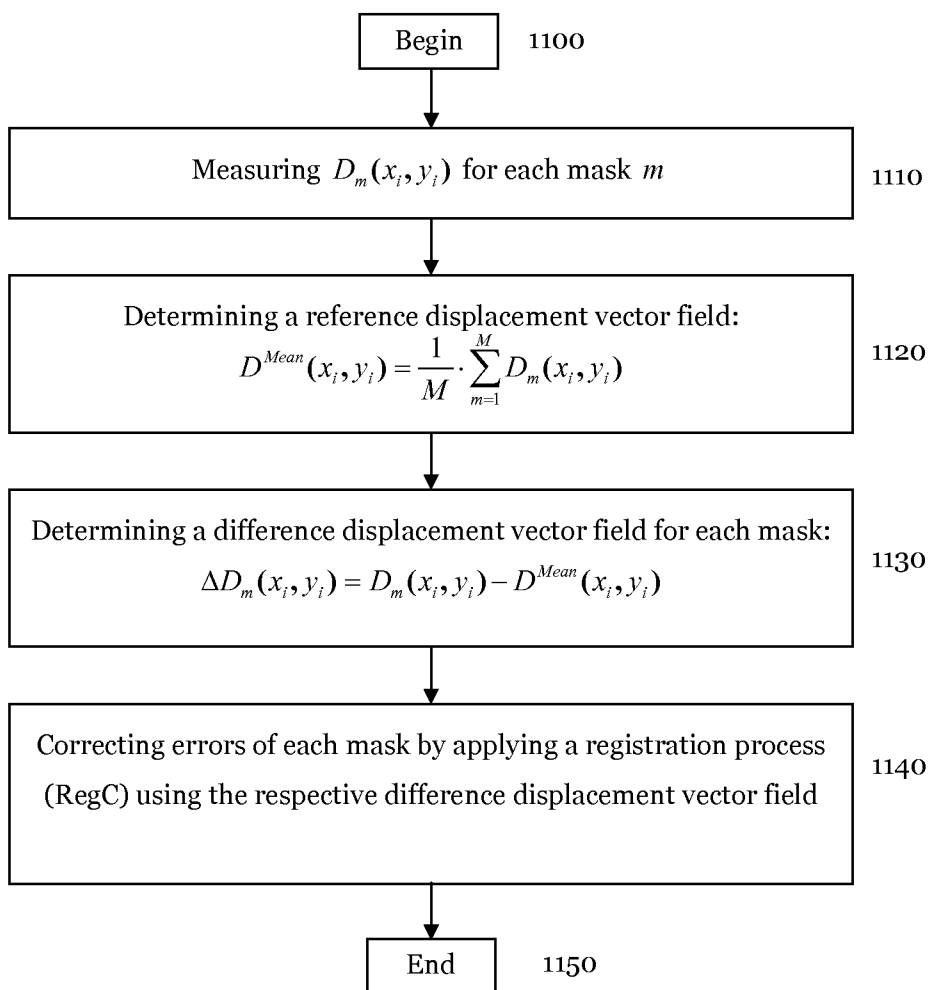 Begin 1100
Measuring D_m(x_i, y_i) for each mask m 1110
Determining a reference displacement vector field:
D^{Mean}(x_i, y_i) = \frac{1}{M} \cdot \sum_{m=1}^{M} D_m(x_i, y_i) 1120
Determining a difference displacement vector field for each mask:
ΔD_m(x_i, y_i) = D_m(x_i, y_i) − D^{Mean}(x_i, y_i) 1130
Correcting errors of each mask by applying a registration process
(RegC) using the respective difference displacement vector field 1140
End 1150